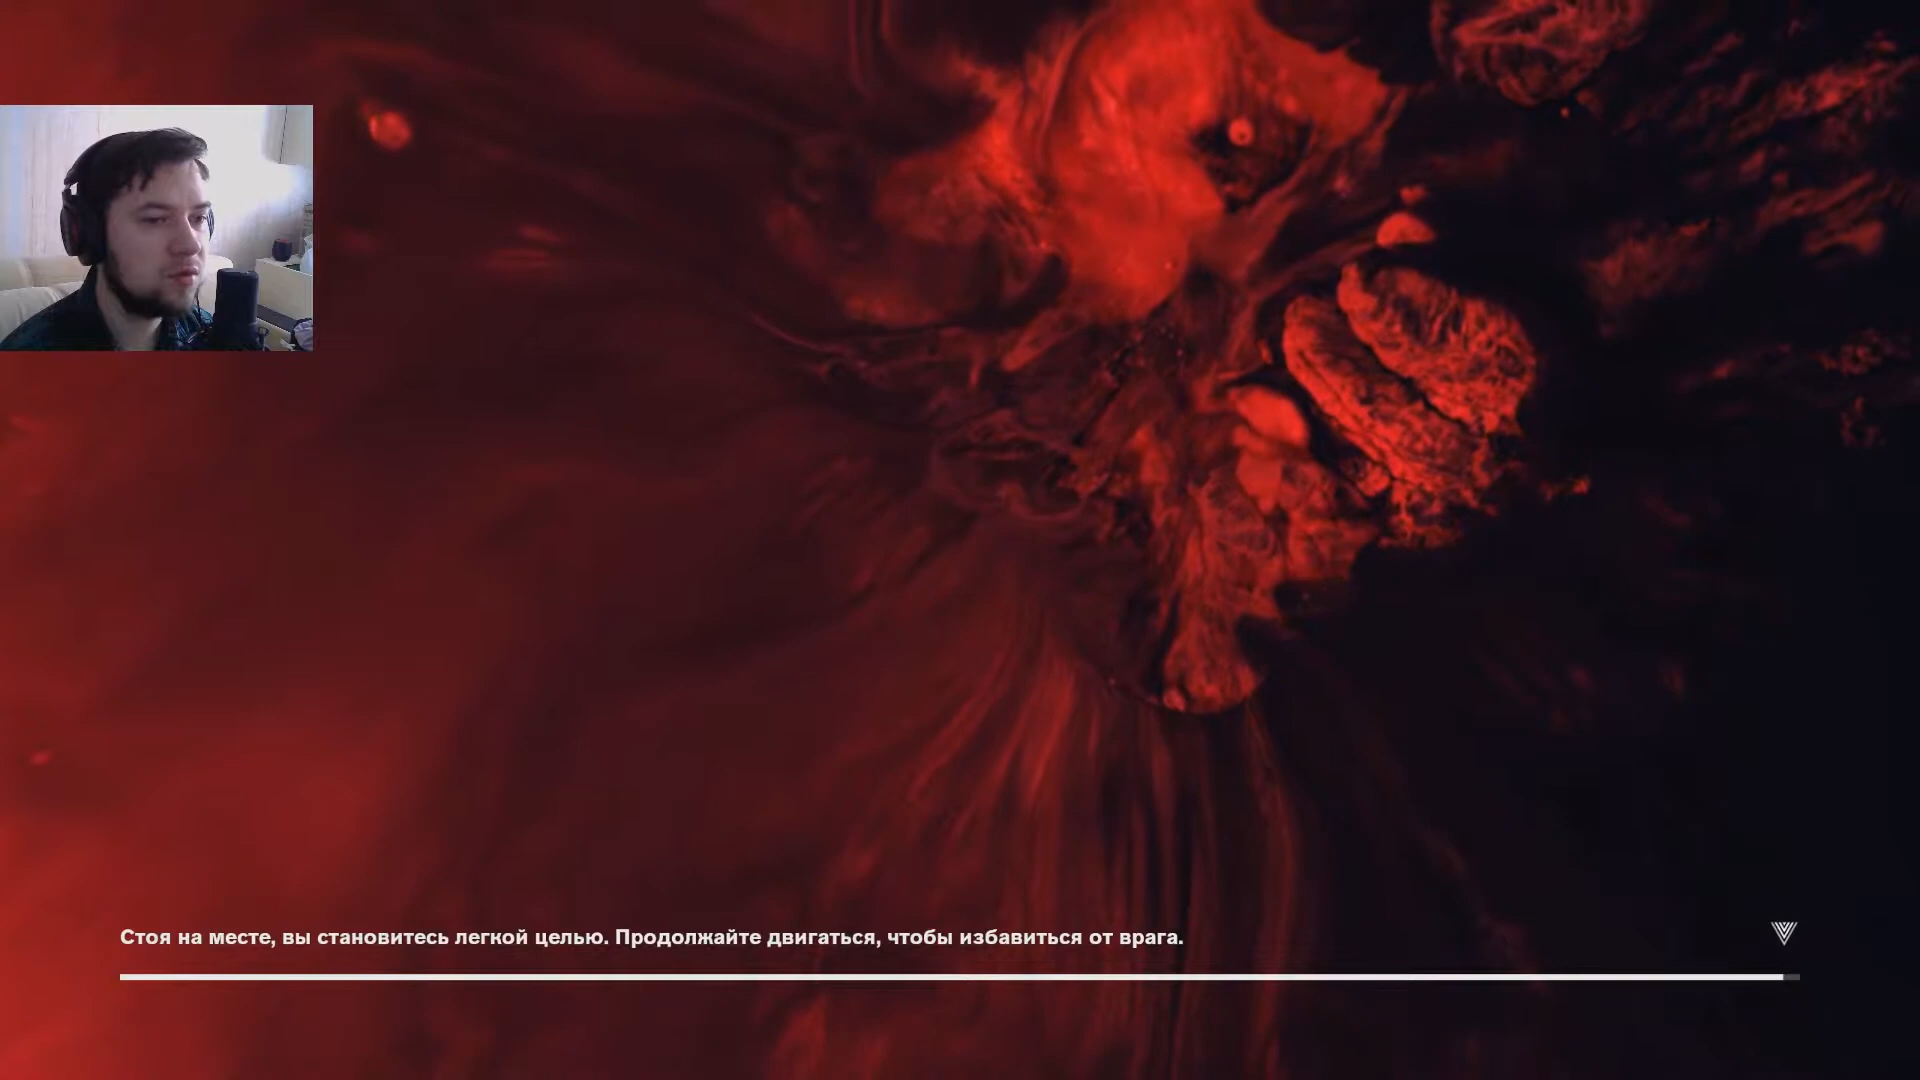 Стоя на месте, вы становитесь легкой целью. Продолжайте двигаться, чтобы избавиться от врага.